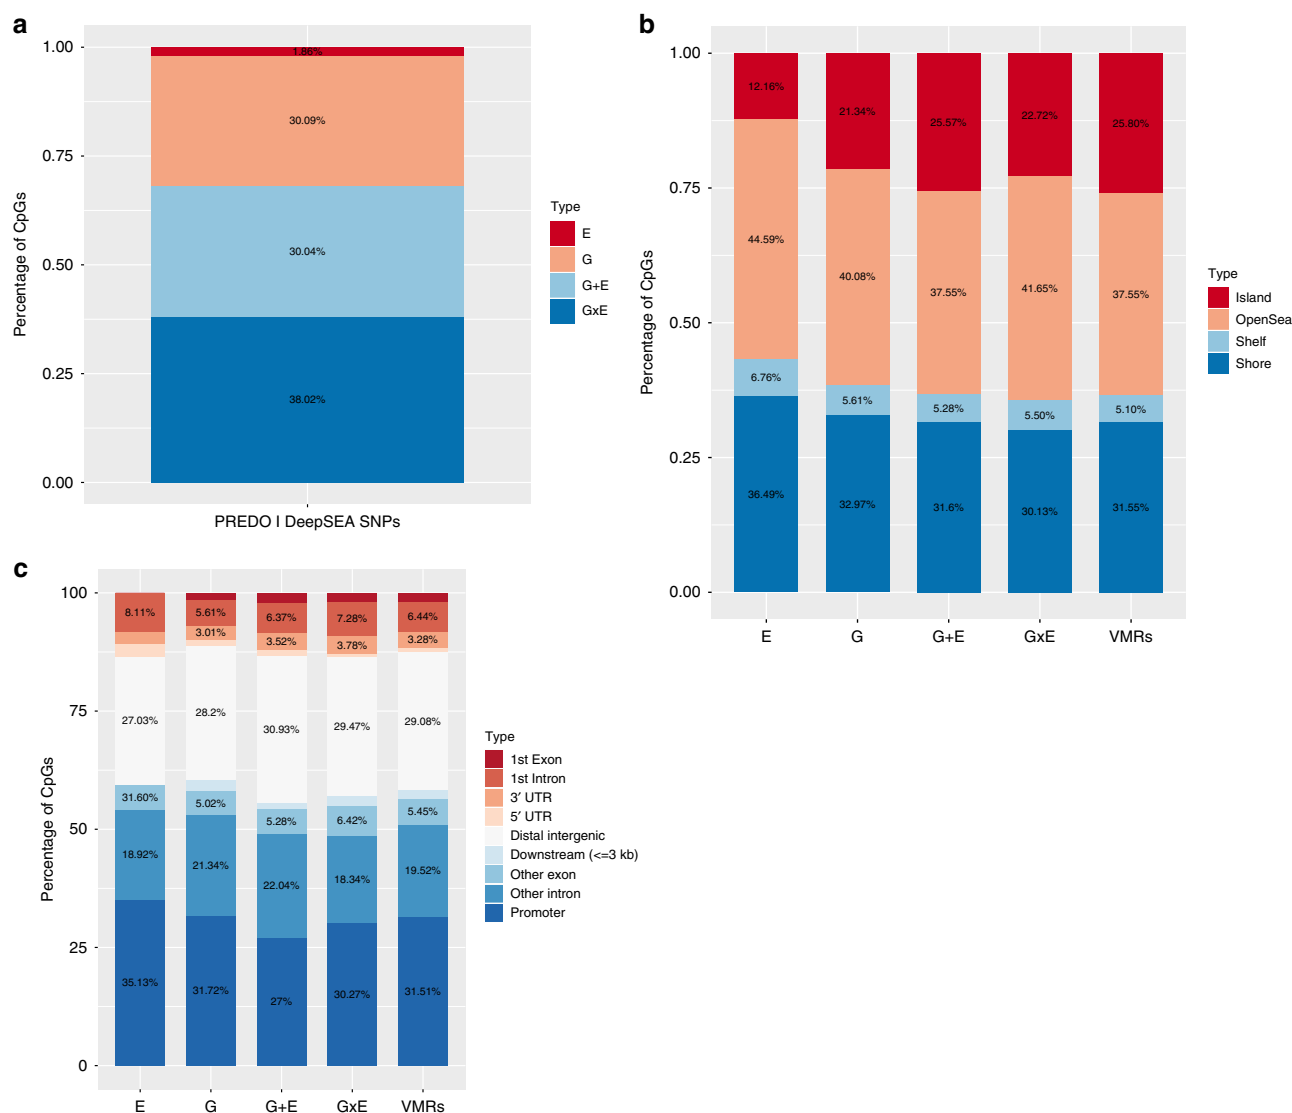 a
1.00
0.75
0.50
0.25
0.00
Percentage of CpGs
1.86%
30.09%
30.04%
38.02%
PREDO I DeepSEA SNPs
Type
E
G
G+E
GxE
b
1.00
0.75
0.50
0.25
0.00
Percentage of CpGs
12.16%
44.59%
6.76%
36.49%
21.34%
40.08%
5.61%
32.97%
25.57%
37.55%
5.28%
31.6%
22.72%
41.65%
5.50%
30.13%
25.80%
37.55%
5.10%
31.55%
E
G
G+E
GxE
VMRs
Type
Island
OpenSea
Shelf
Shore
c
100
75
50
25
0
Percentage of CpGs
8.11%
27.03%
31.60%
18.92%
35.13%
5.61%
3.01%
28.2%
5.02%
21.34%
31.72%
6.37%
3.52%
30.93%
5.28%
22.04%
27%
7.28%
3.78%
29.47%
6.42%
18.34%
30.27%
6.44%
3.28%
29.08%
5.45%
19.52%
31.51%
E
G
G+E
GxE
VMRs
Type
1st Exon
1st Intron
3′ UTR
5′ UTR
Distal intergenic
Downstream (<=3 kb)
Other exon
Other intron
Promoter